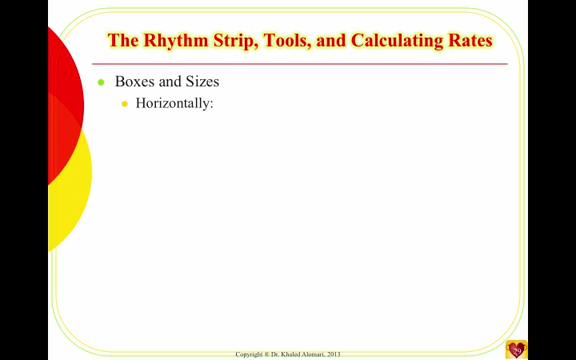 The Rhythm Strip, Tools, and Calculating Rates
Boxes and Sizes
Horizontally:
Copyright © Dr. Khaled Alomari, 2013